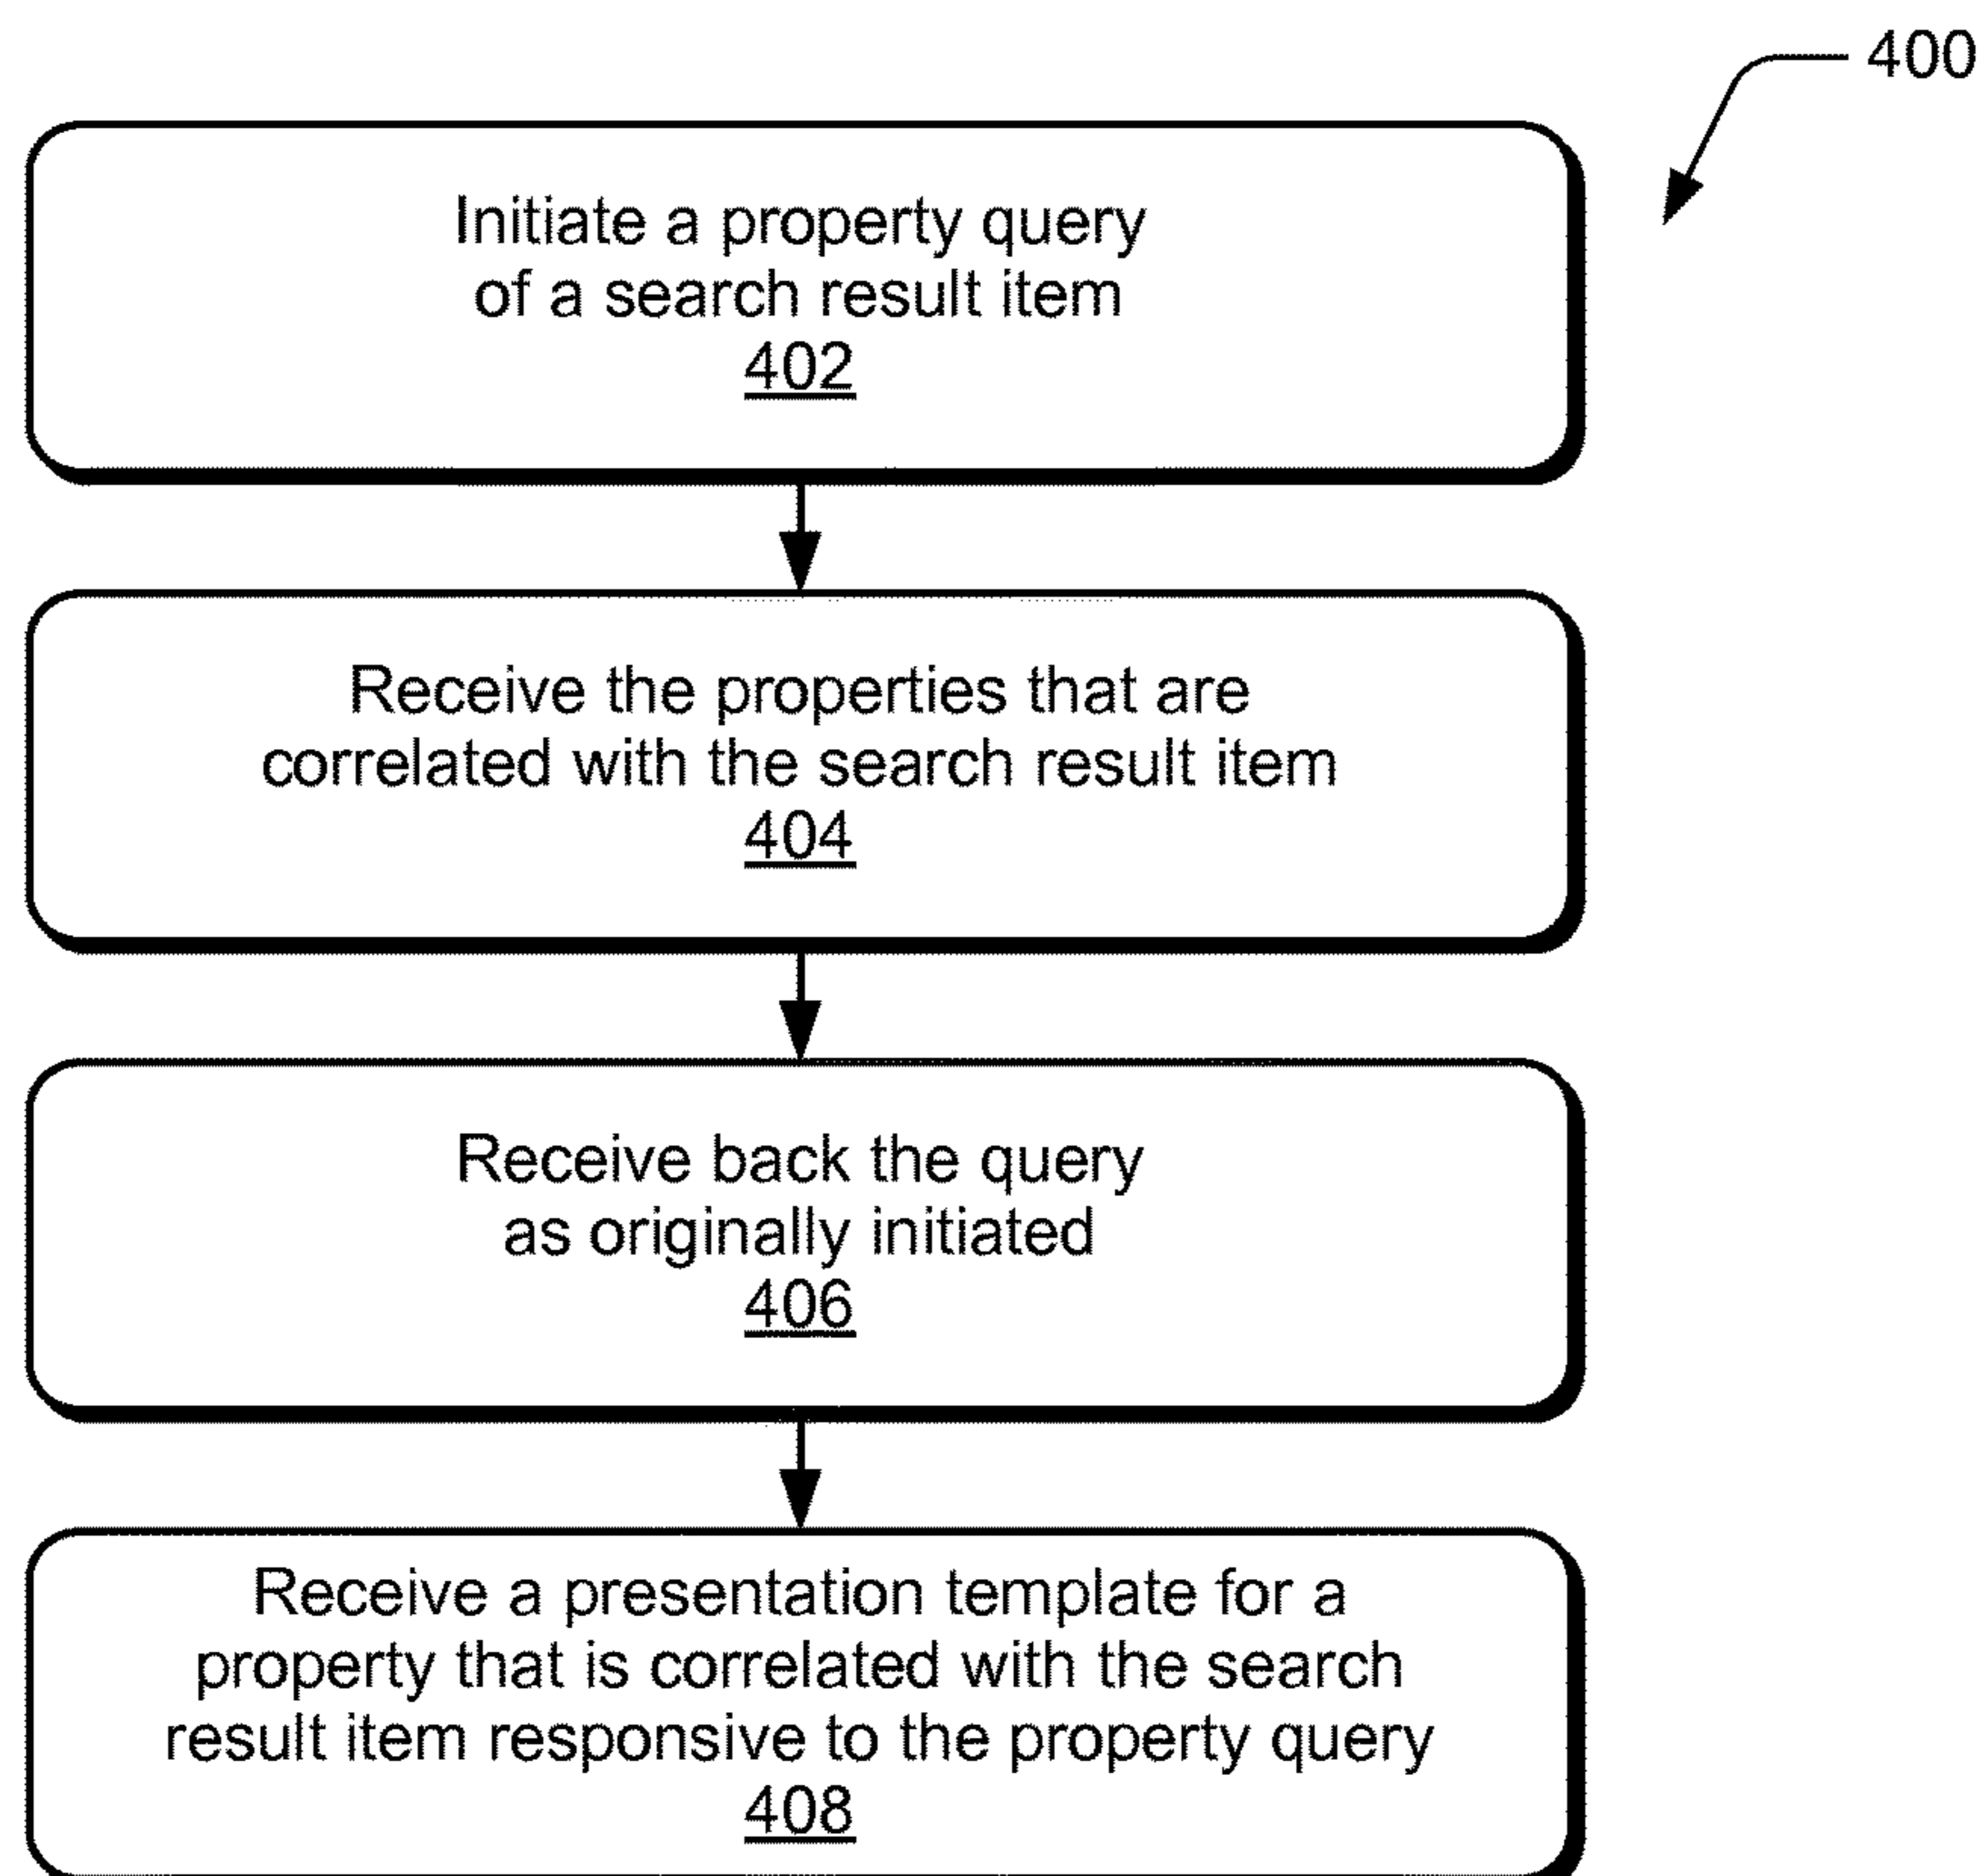 400
Initiate a property query
of a search result item
402
Receive the properties that are
correlated with the search result item
404
Receive back the query
as originally initiated
406
Receive a presentation template for a
property that is correlated with the search
result item responsive to the property query
408